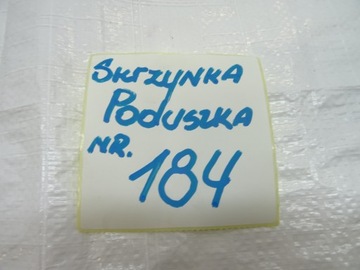 SKRZYNKA
PODUSZKA
NR.
184